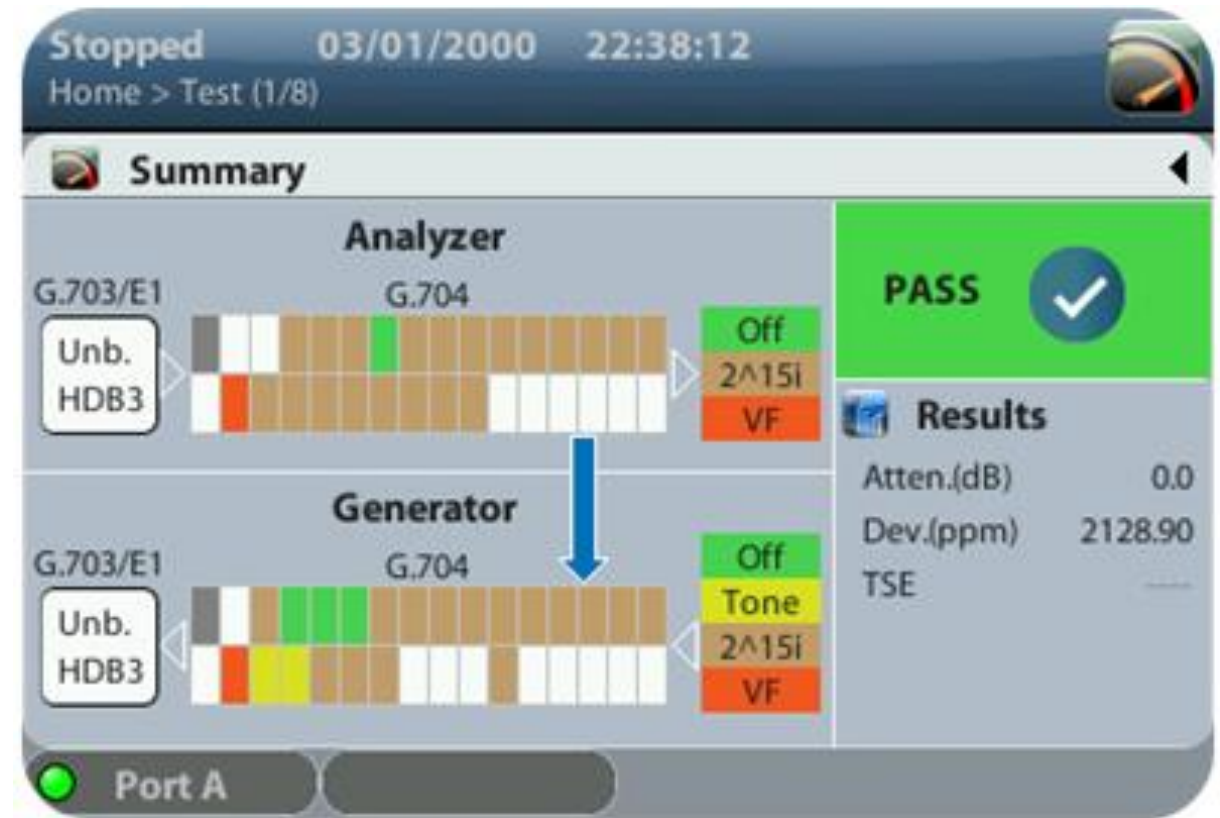 Stopped 03/01/2000 22:38:12
Home > Test (1/8)
Summary
Analyzer
G.703/E1
G.704
Unb.
HDB3
Off
2^15i
VF
PASS
Results
Atten.(dB) 0.0
Dev.(ppm) 2128.90
TSE ----
Generator
G.703/E1
G.704
Unb.
HDB3
Off
Tone
2^15i
VF
Port A